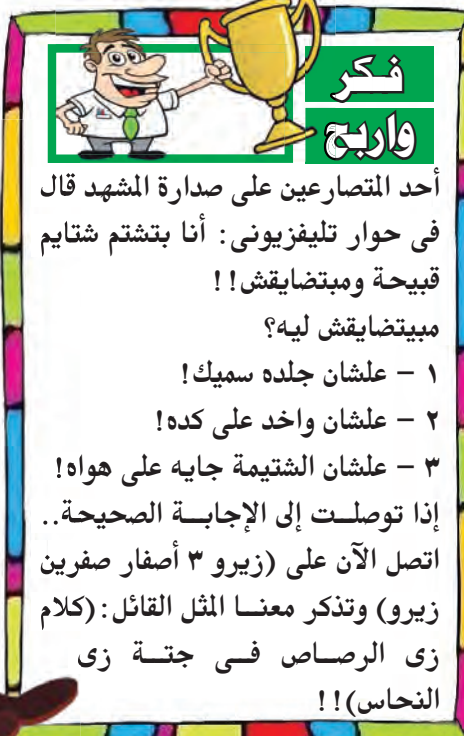 فكر
واربح
أحد المتصارعين على صدارة المشهد قال
فى حوار تليفزيونى: أنا بتشتم شتايم
قبيحة ومبتضايقش!!
مبيتضايقش ليه؟
١ - علشان جلده سميك!
٢ - علشان واخد على كده!
٣ - علشان الشتيمة جايه على هواه!
إذا توصلت إلى الإجابة الصحيحة..
اتصل الآن على (زيرو ٣ أصفار صفرين
زيرو) وتذكر معنا المثل القائل: (كلام
زى الرصاص فى جتة زى
النحاس)!!